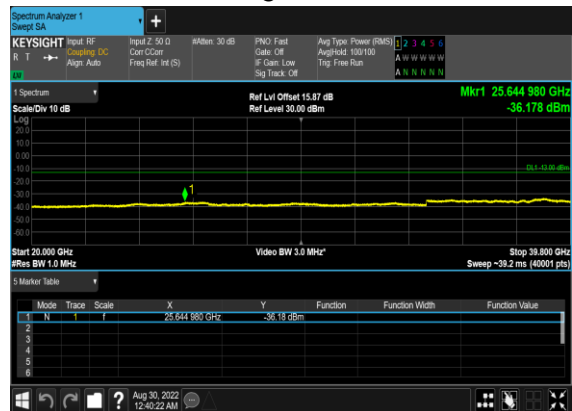 Spectrum Analyzer 1
Swept SA
+
KEYSIGHT
R T
LXI
Input: RF
Coupling: DC
Align: Auto
Input Z: 50 Ω
Corr CCorr
Freq Ref: Int (S)
#Atten: 30 dB
PNO: Fast
Gate: Off
IF Gain: Low
Sig Track: Off
Avg Type: Power (RMS)
Avg|Hold: 100/100
Trig: Free Run
1 2 3 4 5 6
A W W W W W
A N N N N N
1 Spectrum
Scale/Div 10 dB
Ref Lvl Offset 15.87 dB
Ref Level 30.00 dBm
Mkr1 25.644 980 GHz
-36.178 dBm
Log
20.0
10.0
0.00
-10.0
-20.0
-30.0
-40.0
-50.0
-60.0
DL1 -13.00 dBm
1
Start 20.000 GHz
#Res BW 1.0 MHz
Video BW 3.0 MHz*
Stop 39.800 GHz
Sweep ~39.2 ms (40001 pts)
5 Marker Table
Mode Trace Scale X Y Function Function Width Function Value
1 N 1 f 25.644 980 GHz -36.18 dBm
2
3
4
5
6
?
Aug 30, 2022
12:40:22 AM